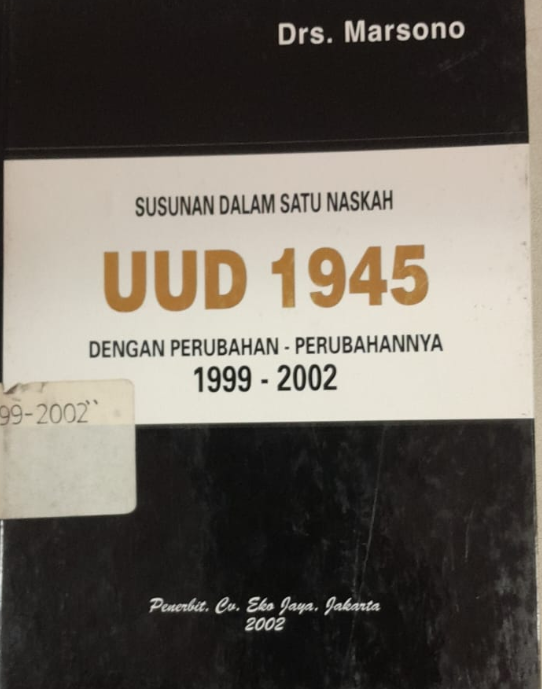 Drs. Marsono
SUSUNAN DALAM SATU NASKAH
UUD 1945
DENGAN PERUBAHAN - PERUBAHANNYA
1999 - 2002
99-2002"
Penerbit. Cv. Eko Jaya. Jakarta
2002